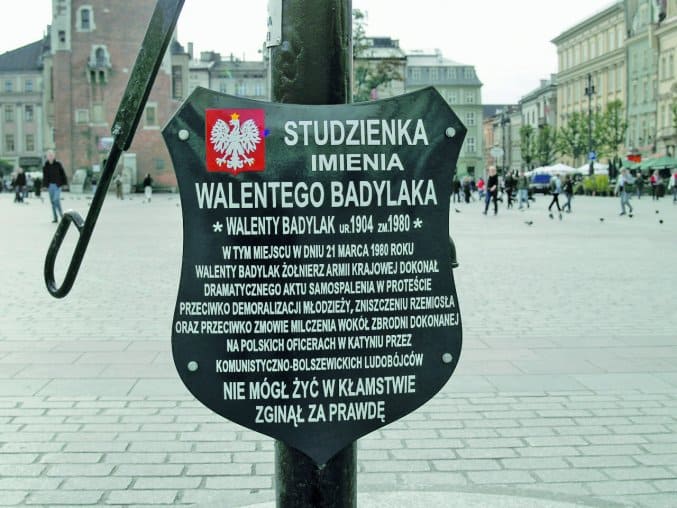 STUDZIENKA
IMIENIA
WALENTEGO BADYLAKA
* WALENTY BADYLAK UR.1904 ZM.1980 *
W TYM MIEJSCU W DNIU 21 MARCA 1980 ROKU
WALENTY BADYLAK ŻOŁNIERZ ARMII KRAJOWEJ DOKONAŁ
DRAMATYCZNEGO AKTU SAMOSPALENIA W PROTEŚCIE
PRZECIWKO DEMORALIZACJI MŁODZIEŻY, ZNISZCZENIU RZEMIOSŁA
ORAZ PRZECIWKO ZMOWIE MILCZENIA WOKÓŁ ZBRODNI DOKONANEJ
NA POLSKICH OFICERACH W KATYNIU PRZEZ
KOMUNISTYCZNO-BOLSZEWICKICH LUDOBÓJCÓW
NIE MÓGŁ ŻYĆ W KŁAMSTWIE
ZGINĄŁ ZA PRAWDĘ